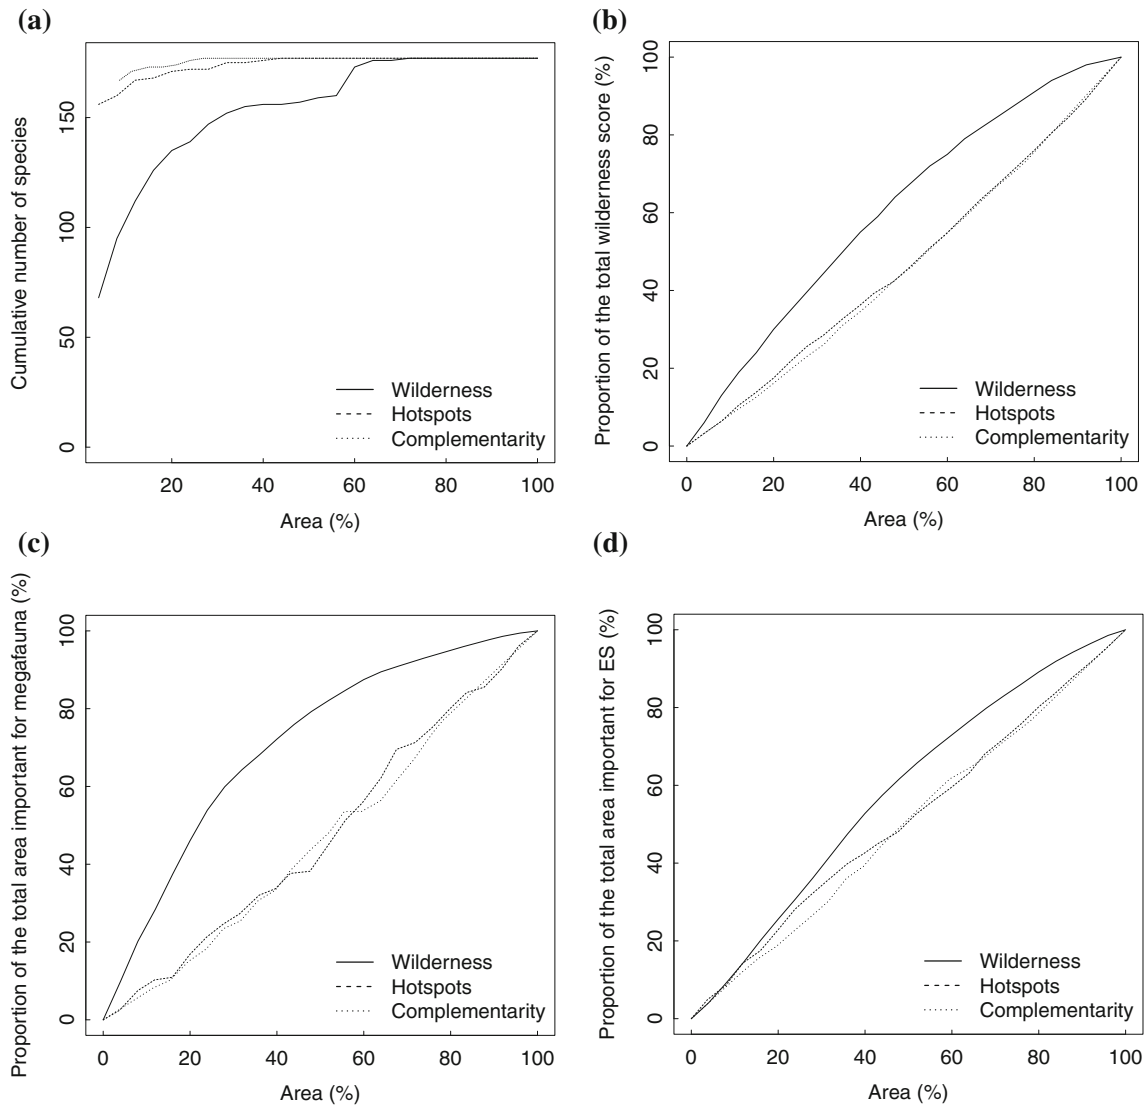 (a)
Cumulative number of species
0
50
100
150
20
40
60
80
100
Area (%)
Wilderness
Hotspots
Complementarity
(b)
Proportion of the total wilderness score (%)
0
20
40
60
80
100
0
20
40
60
80
100
Area (%)
Wilderness
Hotspots
Complementarity
(c)
Proportion of the total area important for megafauna (%)
0
20
40
60
80
100
0
20
40
60
80
100
Area (%)
Wilderness
Hotspots
Complementarity
(d)
Proportion of the total area important for ES (%)
0
20
40
60
80
100
0
20
40
60
80
100
Area (%)
Wilderness
Hotspots
Complementarity